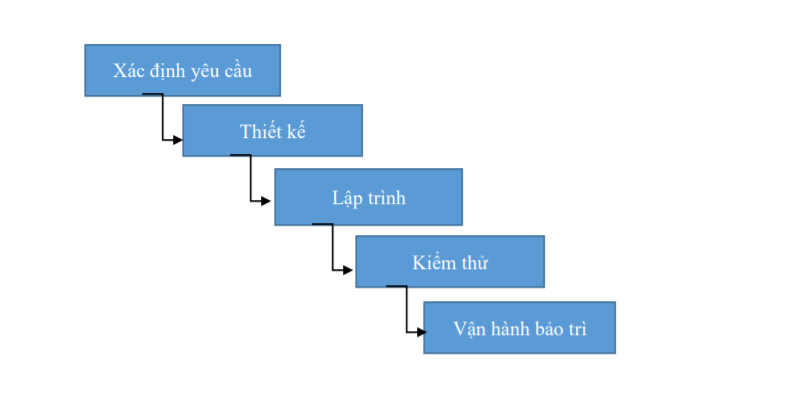 Xác định yêu cầu
Thiết kế
Lập trình
Kiểm thử
Vận hành bảo trì